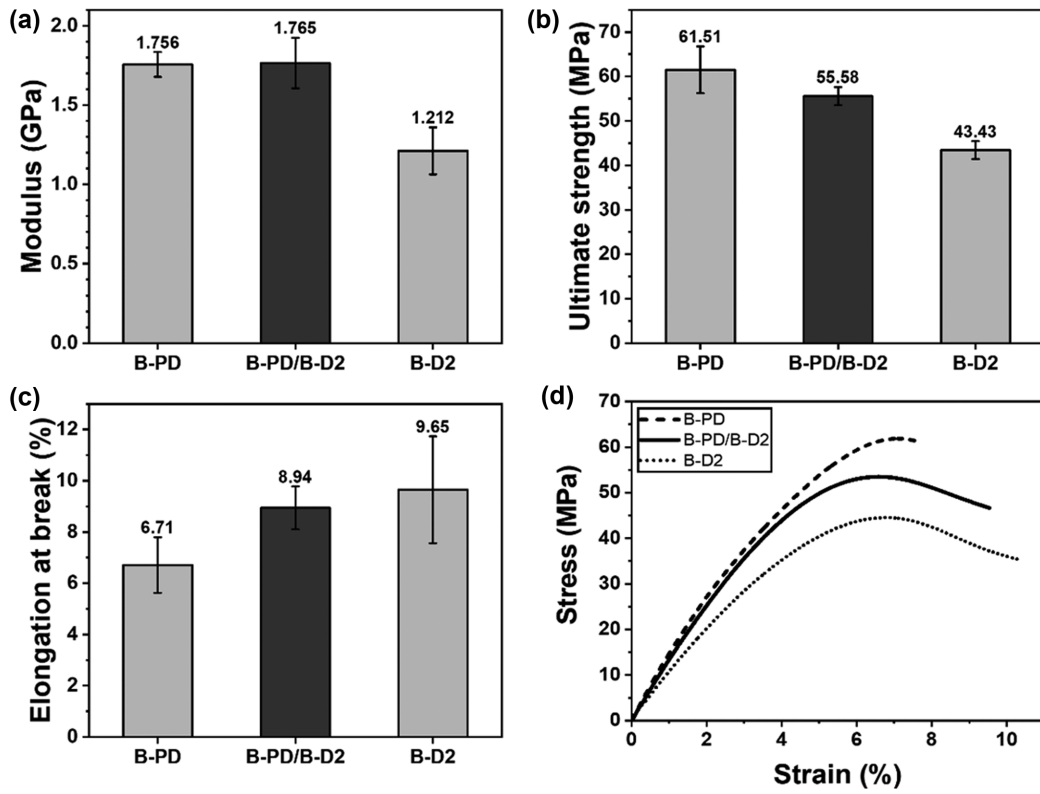 (a)
Modulus (GPa)
2.0
1.5
1.0
0.5
0.0
1.756
1.765
1.212
B-PD
B-PD/B-D2
B-D2
(b)
Ultimate strength (MPa)
70
60
50
40
30
20
10
0
61.51
55.58
43.43
B-PD
B-PD/B-D2
B-D2
(c)
Elongation at break (%)
12
10
8
6
4
2
0
6.71
8.94
9.65
B-PD
B-PD/B-D2
B-D2
(d)
Stress (MPa)
70
60
50
40
30
20
10
0
B-PD
B-PD/B-D2
B-D2
0 2 4 6 8 10
Strain (%)